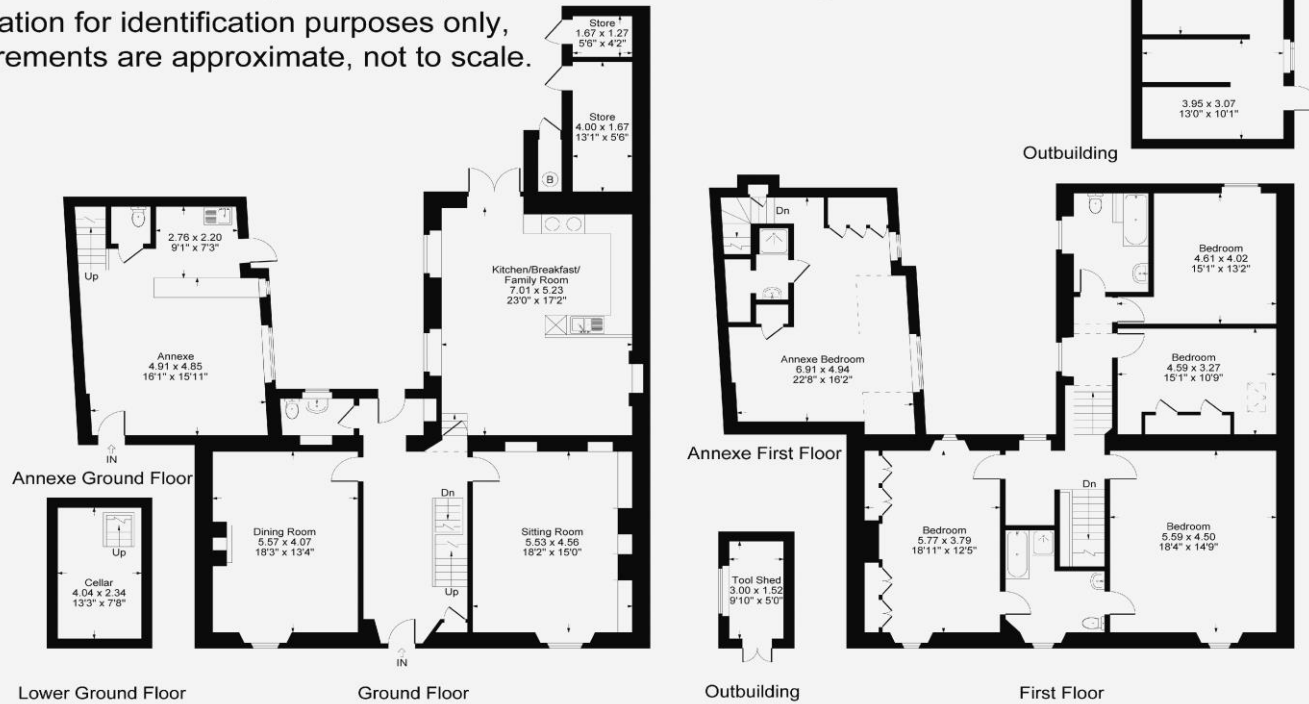 ation for identification purposes only,
rements are approximate, not to scale.
Store
1.67 x 1.27
5'6" x 4'2"
Store
4.00 x 1.67
13'1" x 5'6"
B
Kitchen/Breakfast/
Family Room
7.01 x 5.23
23'0" x 17'2"
2.76 x 2.20
9'1" x 7'3"
Up
Annexe
4.91 x 4.85
16'1" x 15'11"
IN
Annexe Ground Floor
Up
Cellar
4.04 x 2.34
13'3" x 7'8"
Lower Ground Floor
Dining Room
5.57 x 4.07
18'3" x 13'4"
Dn
Up
Sitting Room
5.53 x 4.56
18'2" x 15'0"
IN
Ground Floor
3.95 x 3.07
13'0" x 10'1"
Outbuilding
Dn
Annexe Bedroom
6.91 x 4.94
22'8" x 16'2"
Annexe First Floor
Bedroom
4.61 x 4.02
15'1" x 13'2"
Bedroom
4.59 x 3.27
15'1" x 10'9"
Dn
Bedroom
5.77 x 3.79
18'11" x 12'5"
Bedroom
5.59 x 4.50
18'4" x 14'9"
Tool Shed
3.00 x 1.52
9'10" x 5'0"
Outbuilding
First Floor